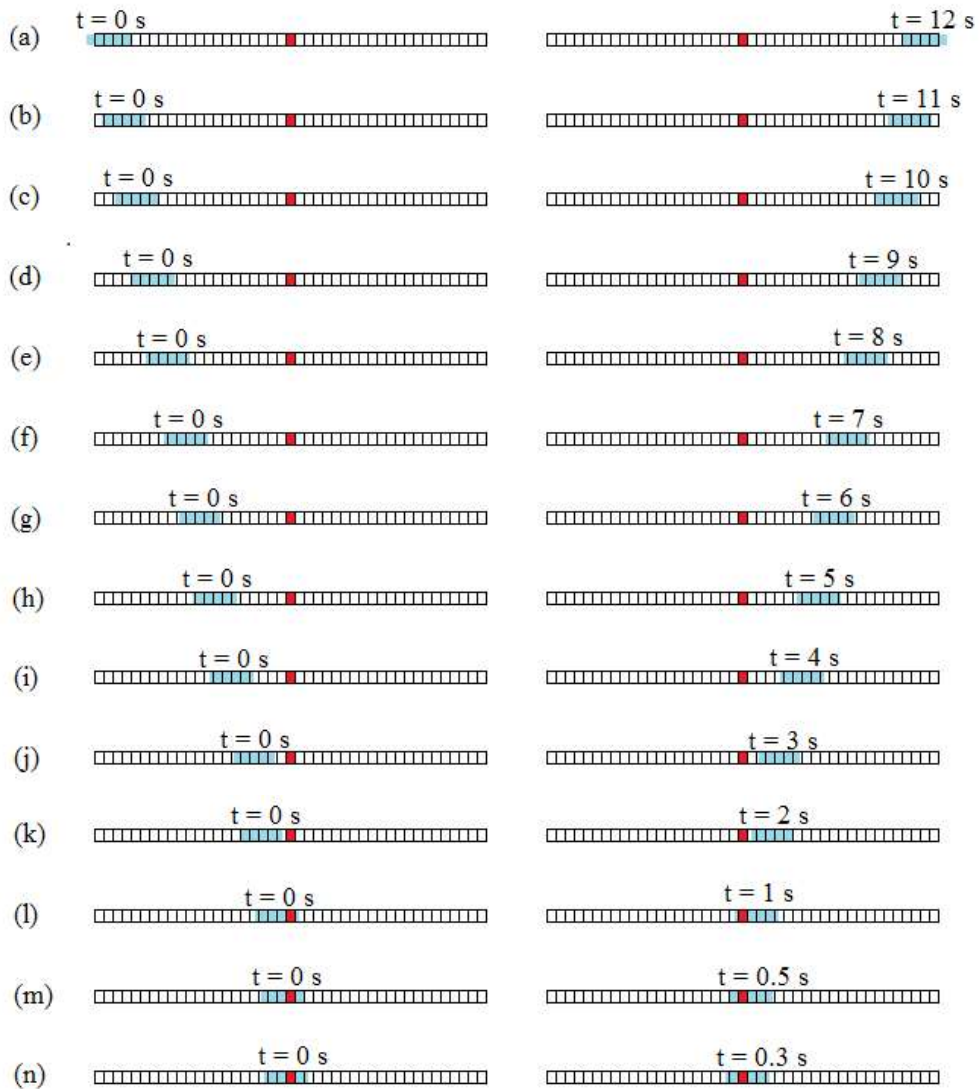 (a) t = 0 s t = 12 s
(b) t = 0 s t = 11 s
(c) t = 0 s t = 10 s
(d) t = 0 s t = 9 s
(e) t = 0 s t = 8 s
(f) t = 0 s t = 7 s
(g) t = 0 s t = 6 s
(h) t = 0 s t = 5 s
(i) t = 0 s t = 4 s
(j) t = 0 s t = 3 s
(k) t = 0 s t = 2 s
(l) t = 0 s t = 1 s
(m) t = 0 s t = 0.5 s
(n) t = 0 s t = 0.3 s